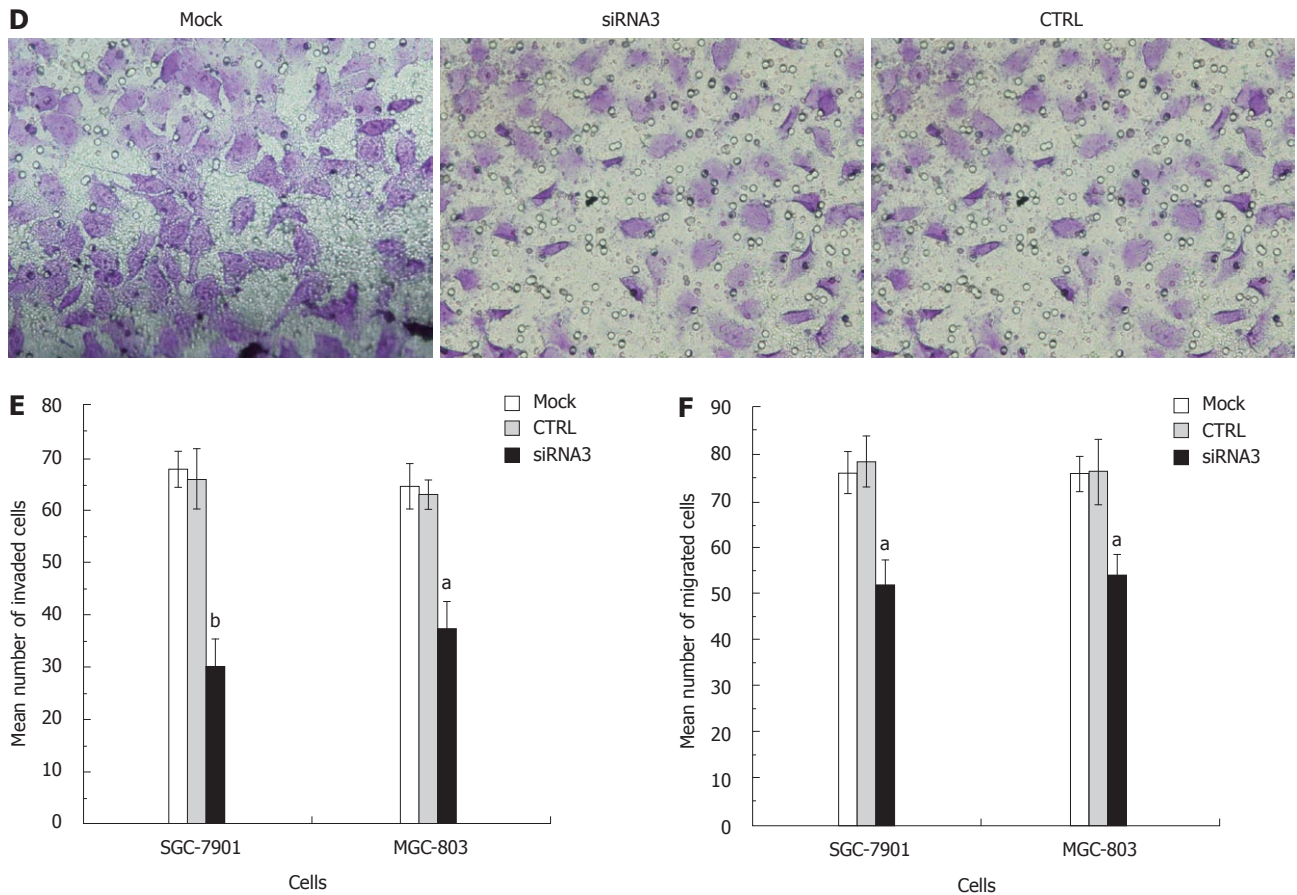 D
Mock
siRNA3
CTRL
E
Mean number of invaded cells
80
70
60
50
40
30
20
10
0
Mock
CTRL
siRNA3
b
a
SGC-7901
MGC-803
Cells
F
Mean number of migrated cells
90
80
70
60
50
40
30
20
10
0
Mock
CTRL
siRNA3
a
a
SGC-7901
MGC-803
Cells